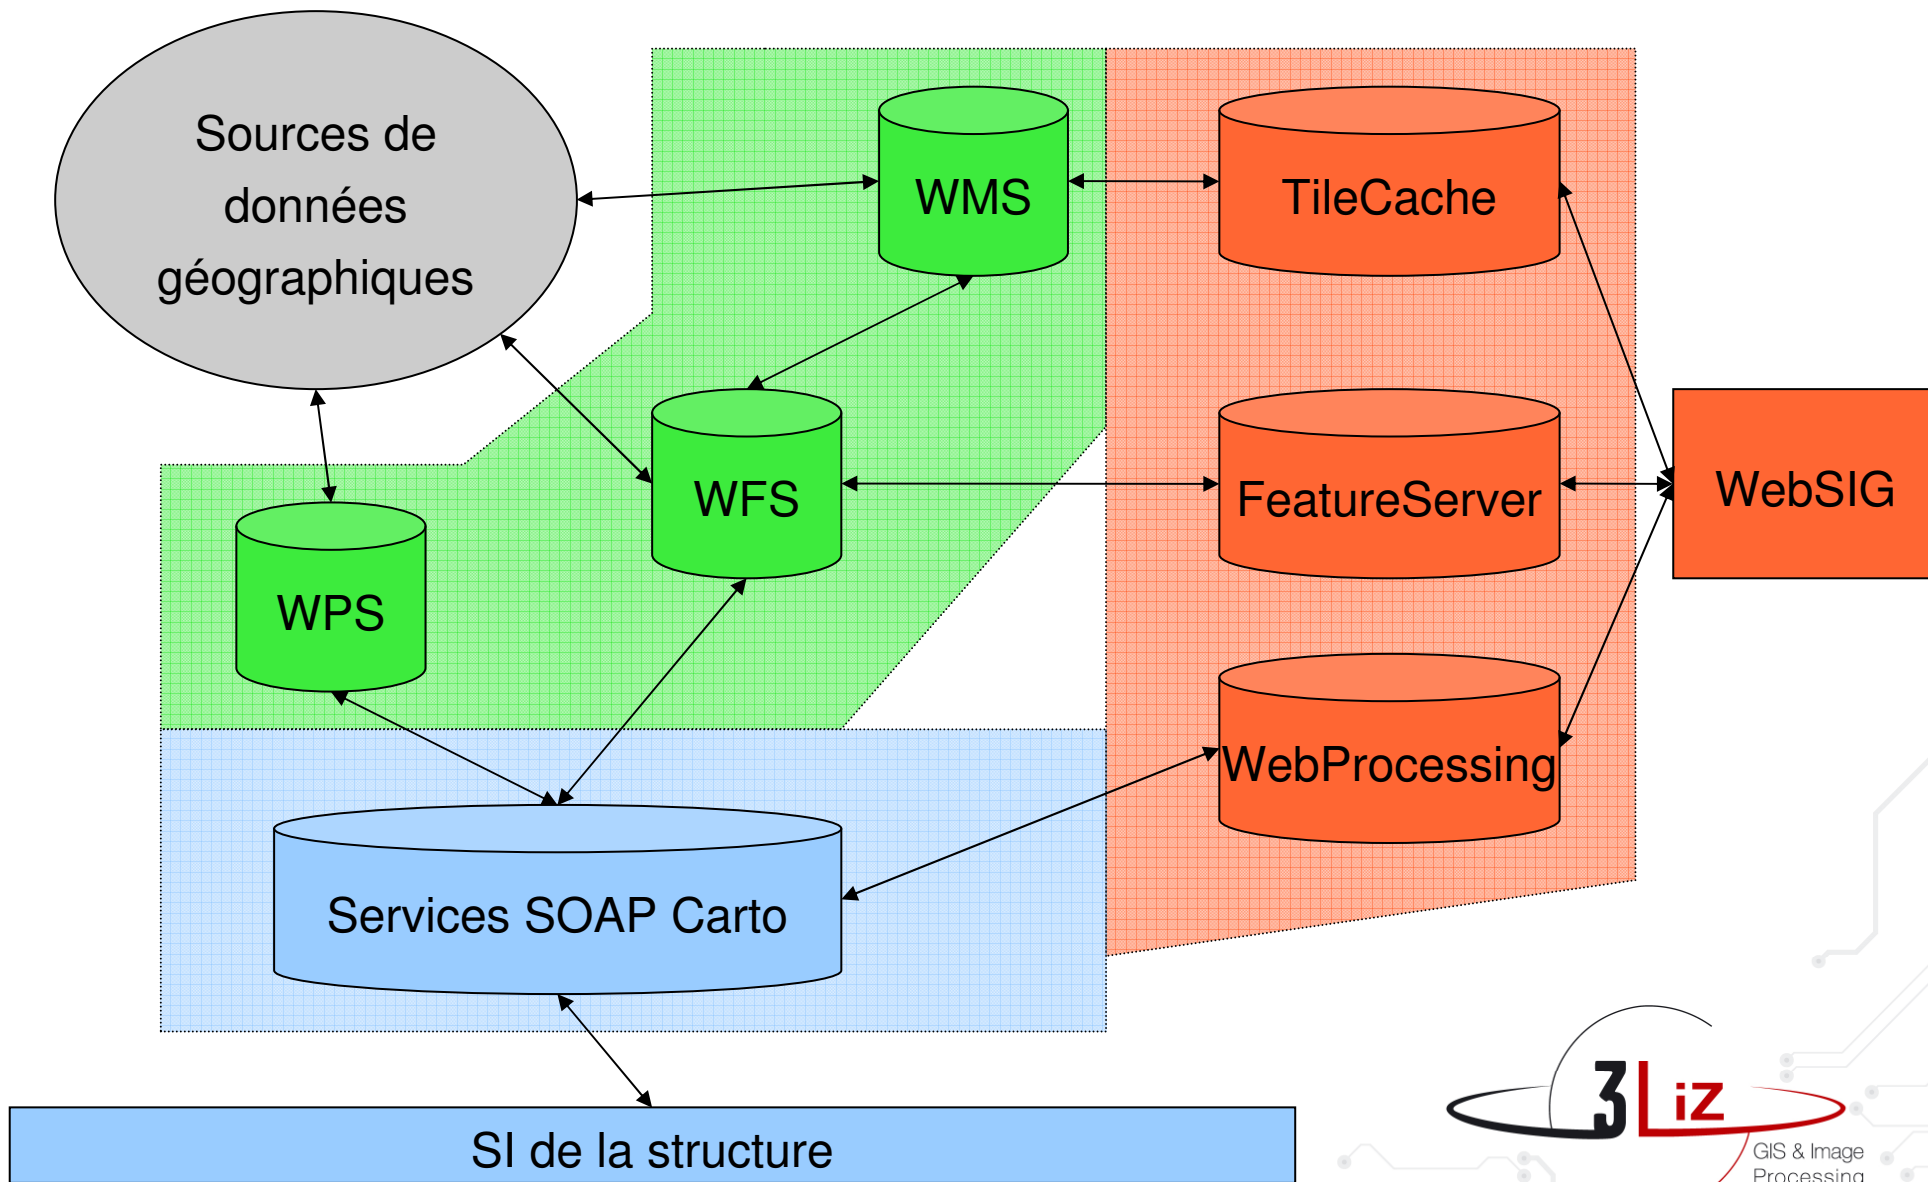 Sources de
données
géographiques
WMS
TileCache
WFS
FeatureServer
WebSIG
WPS
WebProcessing
Services SOAP Carto
SI de la structure
3LiZ
GIS & Image
Processing